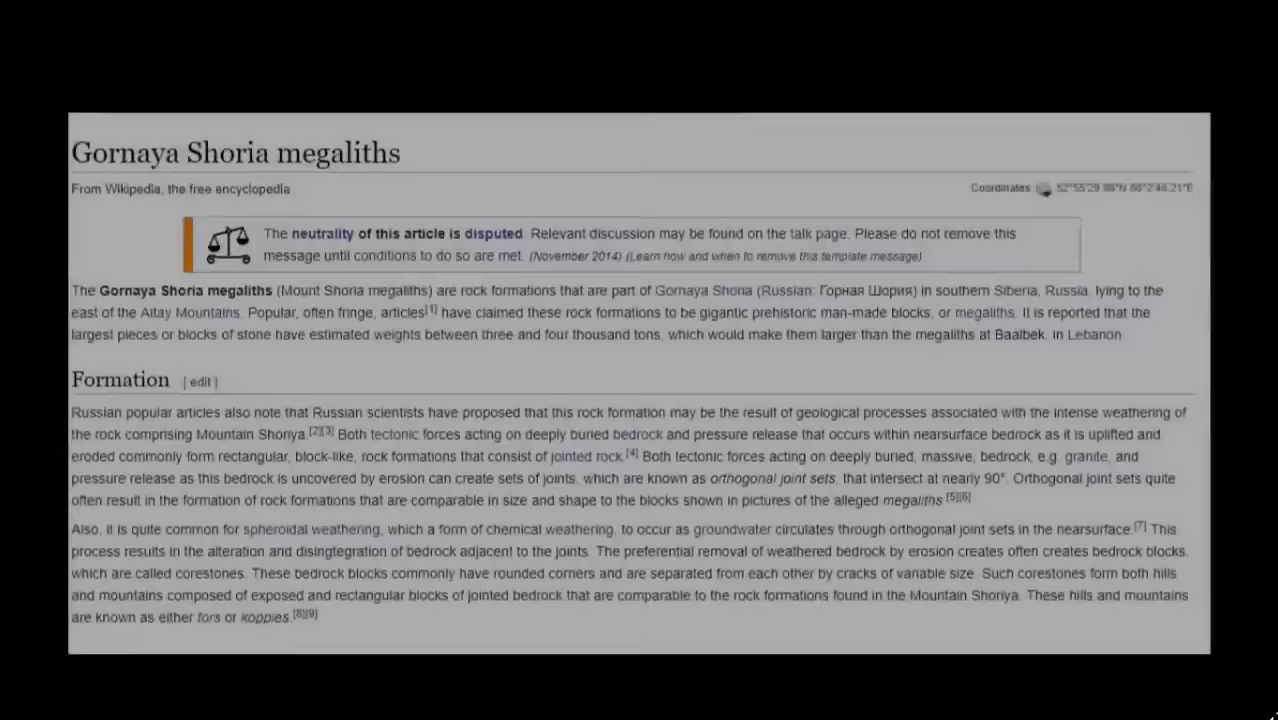 Gornaya Shoria megaliths
From Wikipedia, the free encyclopedia
Coordinates
The neutrality of this article is disputed. Relevant discussion may be found on the talk page. Please do not remove this
message until conditions to do so are met. (November 2014) (Learn how and when to remove this template message)
The Gornaya Shoria megaliths (Mount Shoria megaliths) are rock formations that are part of Gornaya Shoria (Russian: Горная Шория) in southern Siberia, Russia, lying to the
east of the Altay Mountains. Popular, often fringe, articles[1] have claimed these rock formations to be gigantic prehistoric man-made blocks, or megaliths. It is reported that the
largest pieces or blocks of stone have estimated weights between three and four thousand tons, which would make them larger than the megaliths at Baalbek, in Lebanon
Formation [ edit ]
Russian popular articles also note that Russian scientists have proposed that this rock formation may be the result of geological processes associated with the intense weathering of
the rock comprising Mountain Shoriya.[2][3] Both tectonic forces acting on deeply buried bedrock and pressure release that occurs within nearsurface bedrock as it is uplifted and
eroded commonly form rectangular, block-like, rock formations that consist of jointed rock.[4] Both tectonic forces acting on deeply buried, massive, bedrock, e.g. granite, and
pressure release as this bedrock is uncovered by erosion can create sets of joints, which are known as orthogonal joint sets, that intersect at nearly 90°. Orthogonal joint sets quite
often result in the formation of rock formations that are comparable in size and shape to the blocks shown in pictures of the alleged megaliths.[5][6]
Also, it is quite common for spheroidal weathering, which a form of chemical weathering, to occur as groundwater circulates through orthogonal joint sets in the nearsurface.[7] This
process results in the alteration and disingtegration of bedrock adjacent to the joints. The preferential removal of weathered bedrock by erosion creates often creates bedrock blocks,
which are called corestones. These bedrock blocks commonly have rounded corners and are separated from each other by cracks of variable size. Such corestones form both hills
and mountains composed of exposed and rectangular blocks of jointed bedrock that are comparable to the rock formations found in the Mountain Shoriya. These hills and mountains
are known as either tors or koppies.[8][9]